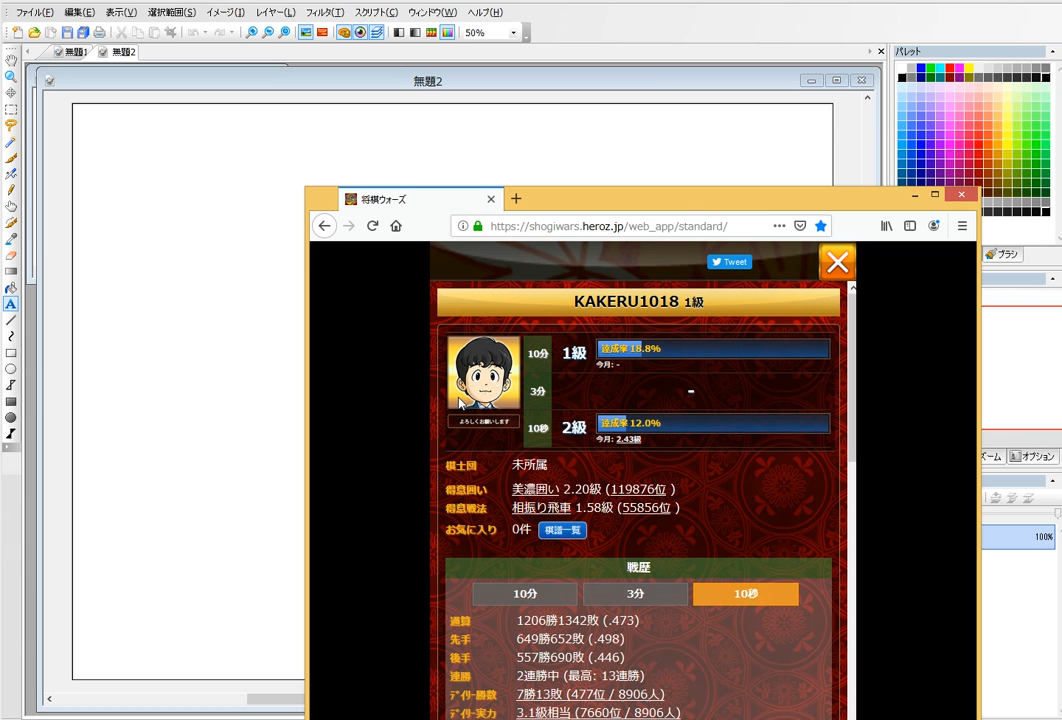 ファイル(F) 編集(E) 表示(V) 選択範囲(S) イメージ(I) レイヤー(L) フィルタ(T) スクリプト(C) ウィンドウ(W) ヘルプ(H)
50%
無題1 無題2
パレット
無題2
将棋ウォーズ
https://shogiwars.heroz.jp/web_app/standard/
ブラシ
Tweet
KAKERU1018 1級
10分 1級 達成率 18.8%
今月: -
3分 -
よろしくお願いします
10秒 2級 達成率 12.0%
今月: 2.43級
ズーム オプション
棋士団 未所属
得意囲い 美濃囲い 2.20級 (119876位 )
得意戦法 相振り飛車 1.58級 (55856位 )
お気に入り 0件 棋譜一覧
100%
戦歴
10分 3分 10秒
通算 1206勝1342敗 (.473)
先手 649勝652敗 (.498)
後手 557勝690敗 (.446)
連勝 2連勝中 (最高: 13連勝)
デイリー勝数 7勝13敗 (477位 / 8906人)
デイリー実力 3.1級相当 (7660位 / 8906人)